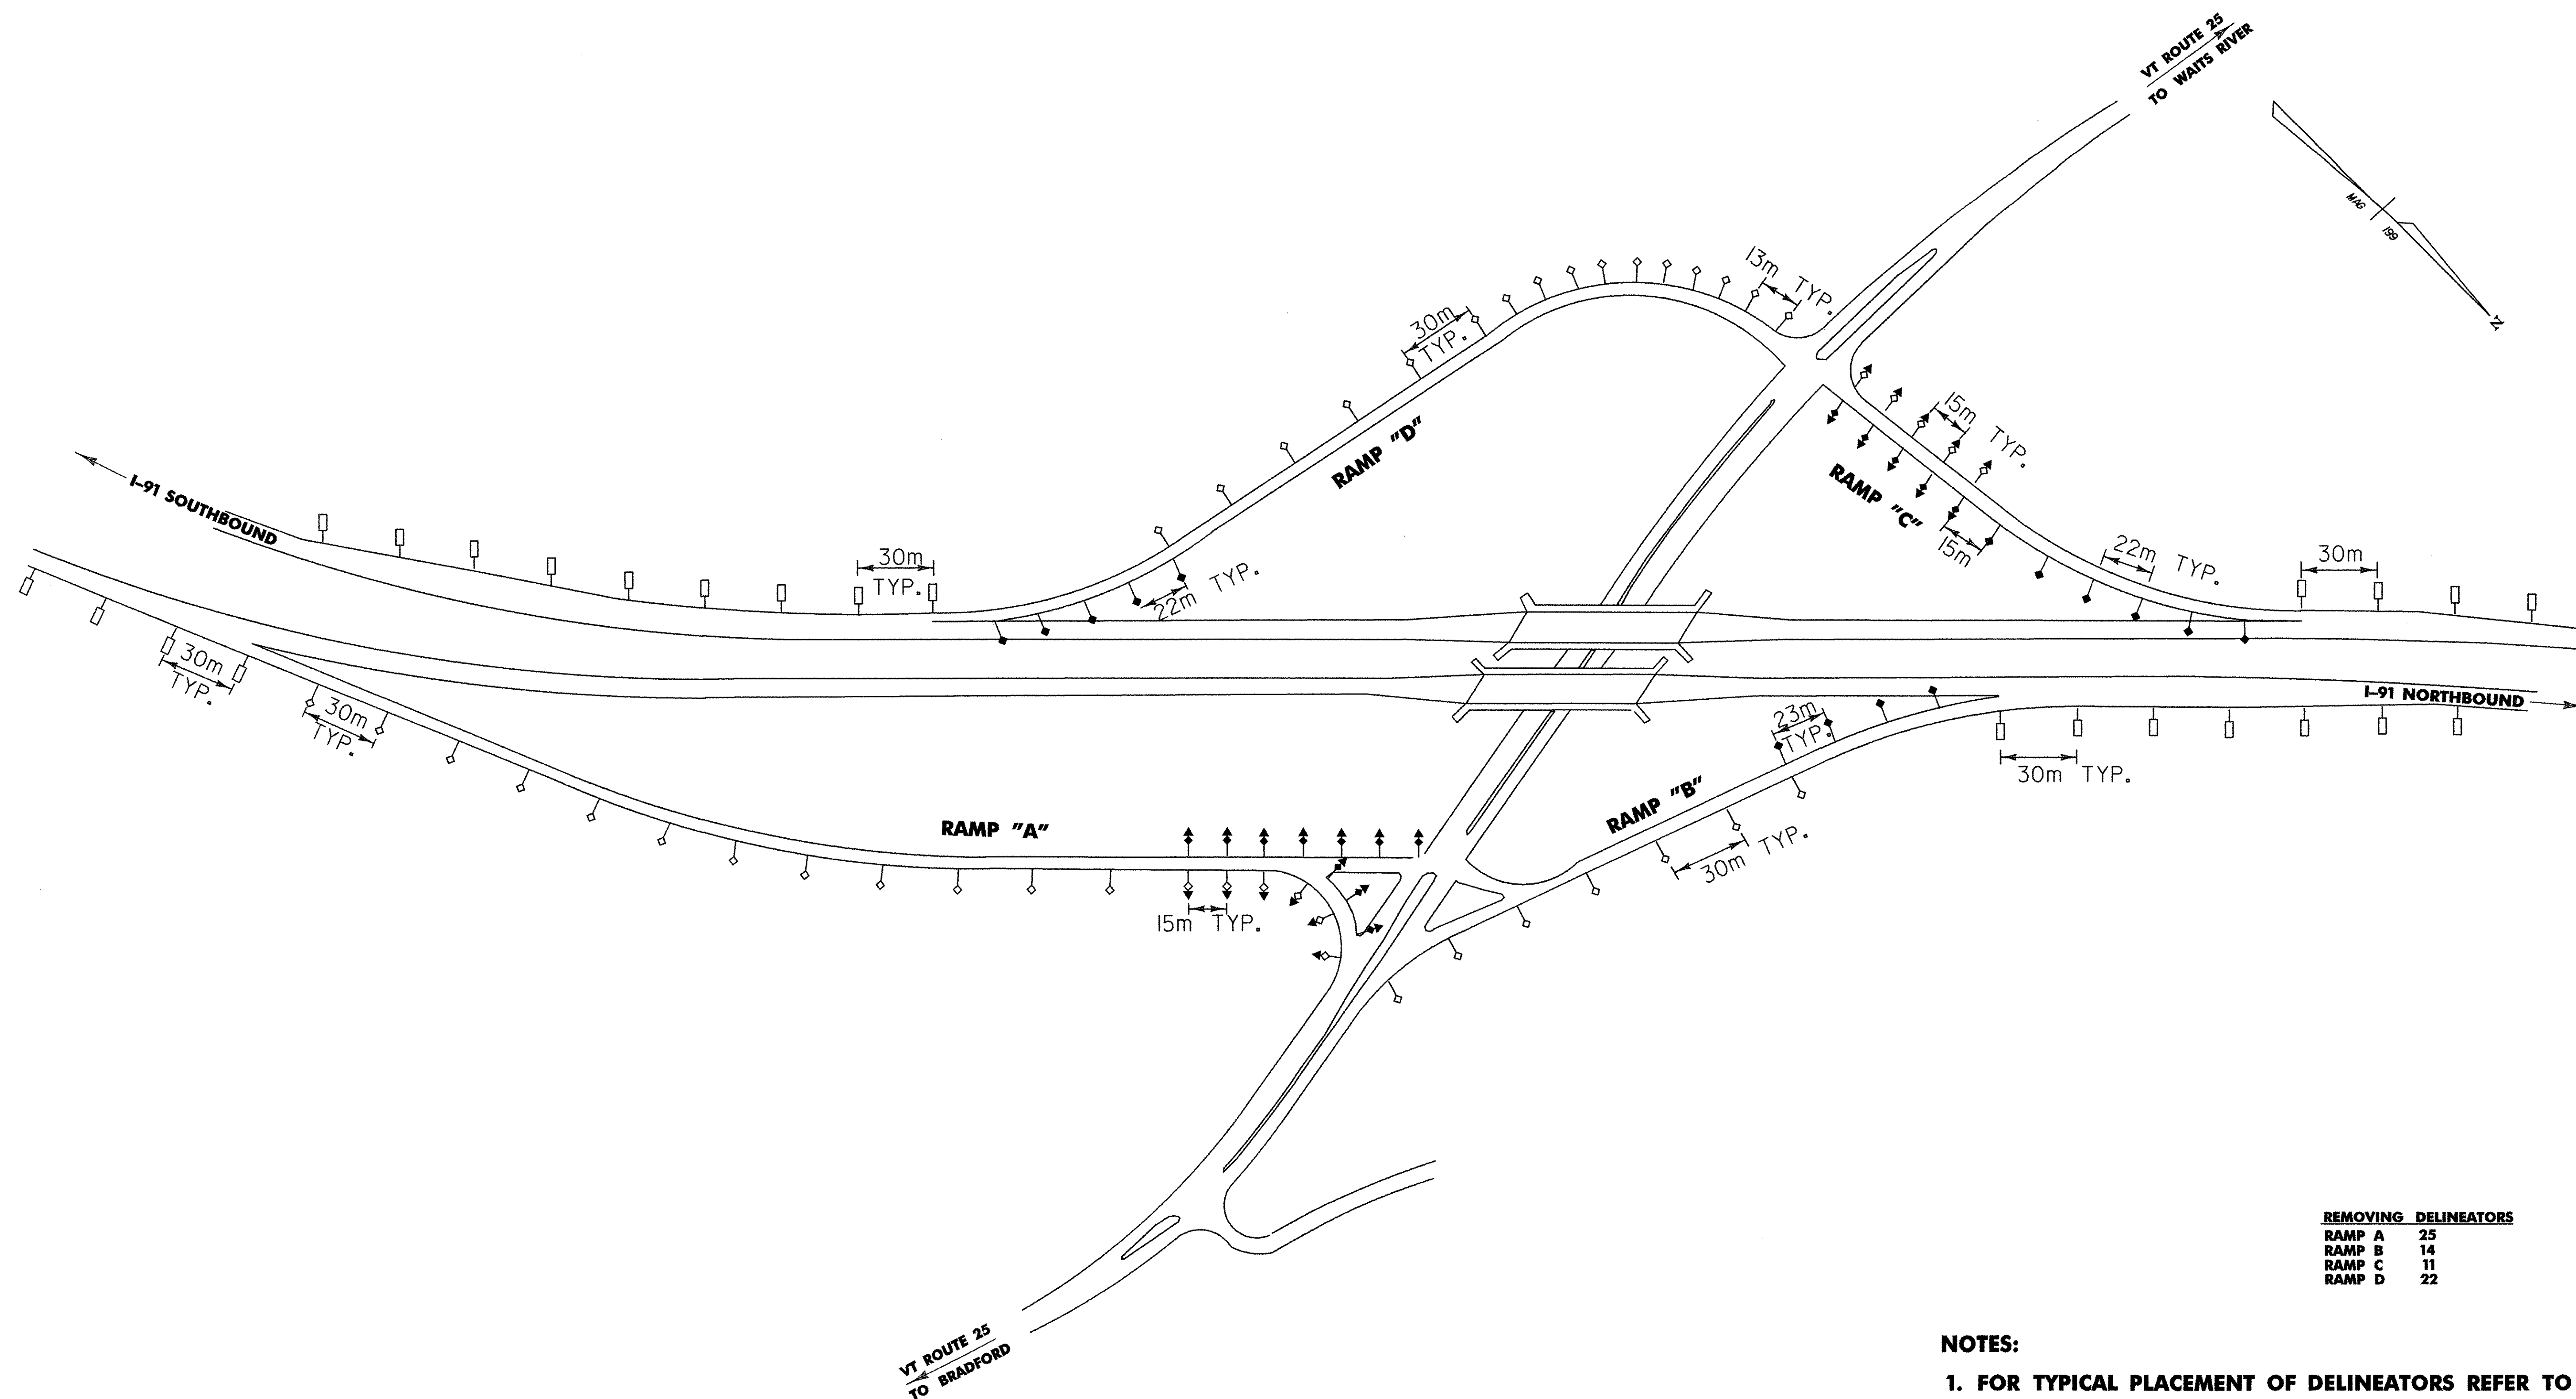 VT ROUTE 25
TO WAITS RIVER
MAG
199
N
13m TYP.
30m
TYP.
15m TYP.
RAMP "D"
RAMP "C"
15m
I-91 SOUTHBOUND
30m
TYP.
22m TYP.
22m TYP.
30m
30m
TYP.
30m
TYP.
I-91 NORTHBOUND
23m
TYP.
30m TYP.
RAMP "B"
RAMP "A"
30m TYP.
15m TYP.
REMOVING DELINEATORS
RAMP A 25
RAMP B 14
RAMP C 11
RAMP D 22
VT ROUTE 25
TO BRADFORD
NOTES:
1. FOR TYPICAL PLACEMENT OF DELINEATORS REFER TO